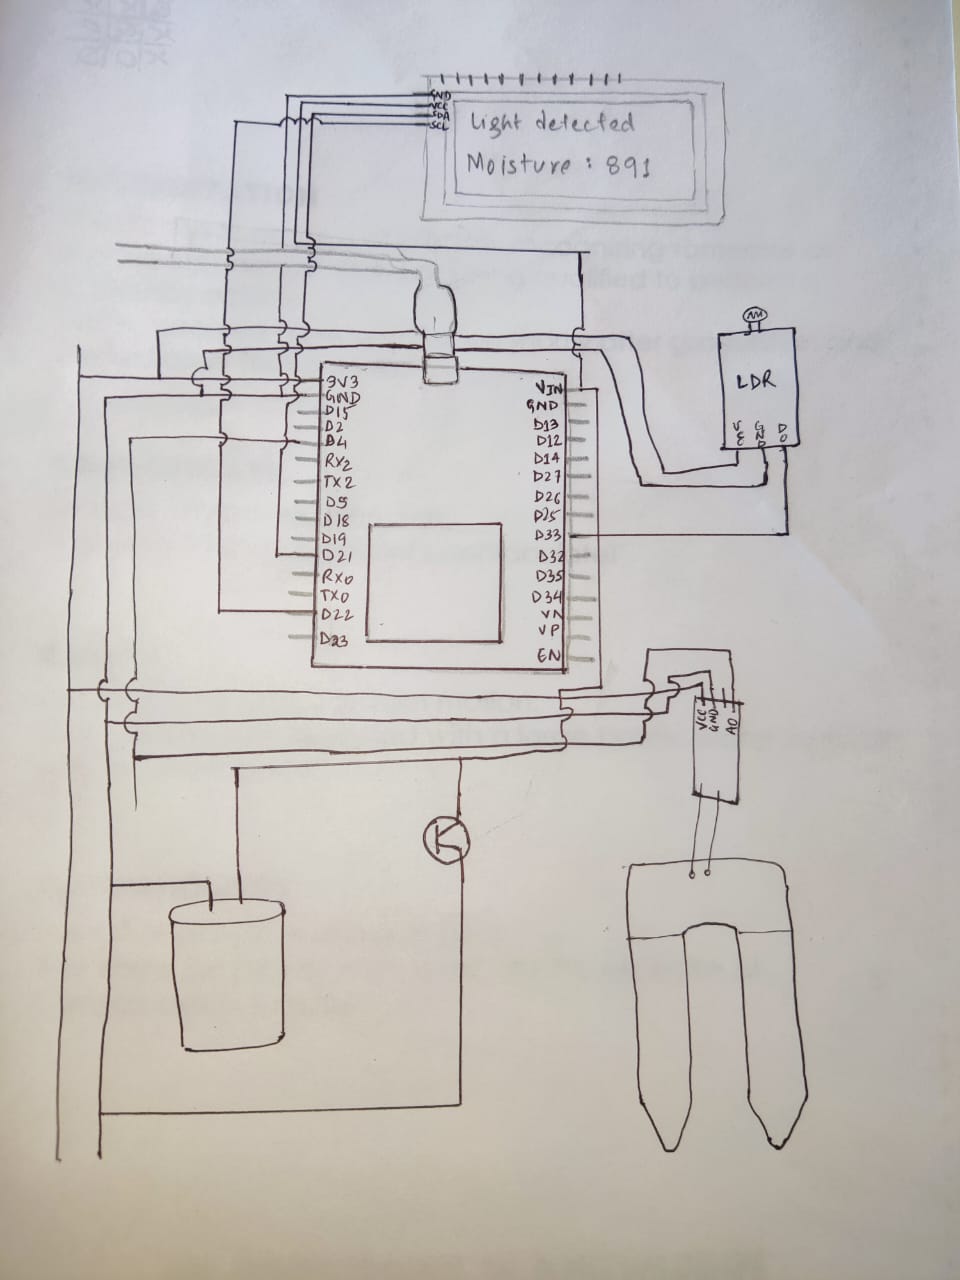 GND
VCC
SDA
SCL
Light detected
Moisture : 891
3V3
GND
D15
D2
D4
RX2
TX2
D5
D18
D19
D21
RX0
TX0
D22
D23
VIN
GND
D13
D12
D14
D27
D26
D25
D33
D32
D35
D34
VN
VP
EN
LDR
VCC
GND
DO
VCC
GND
AO